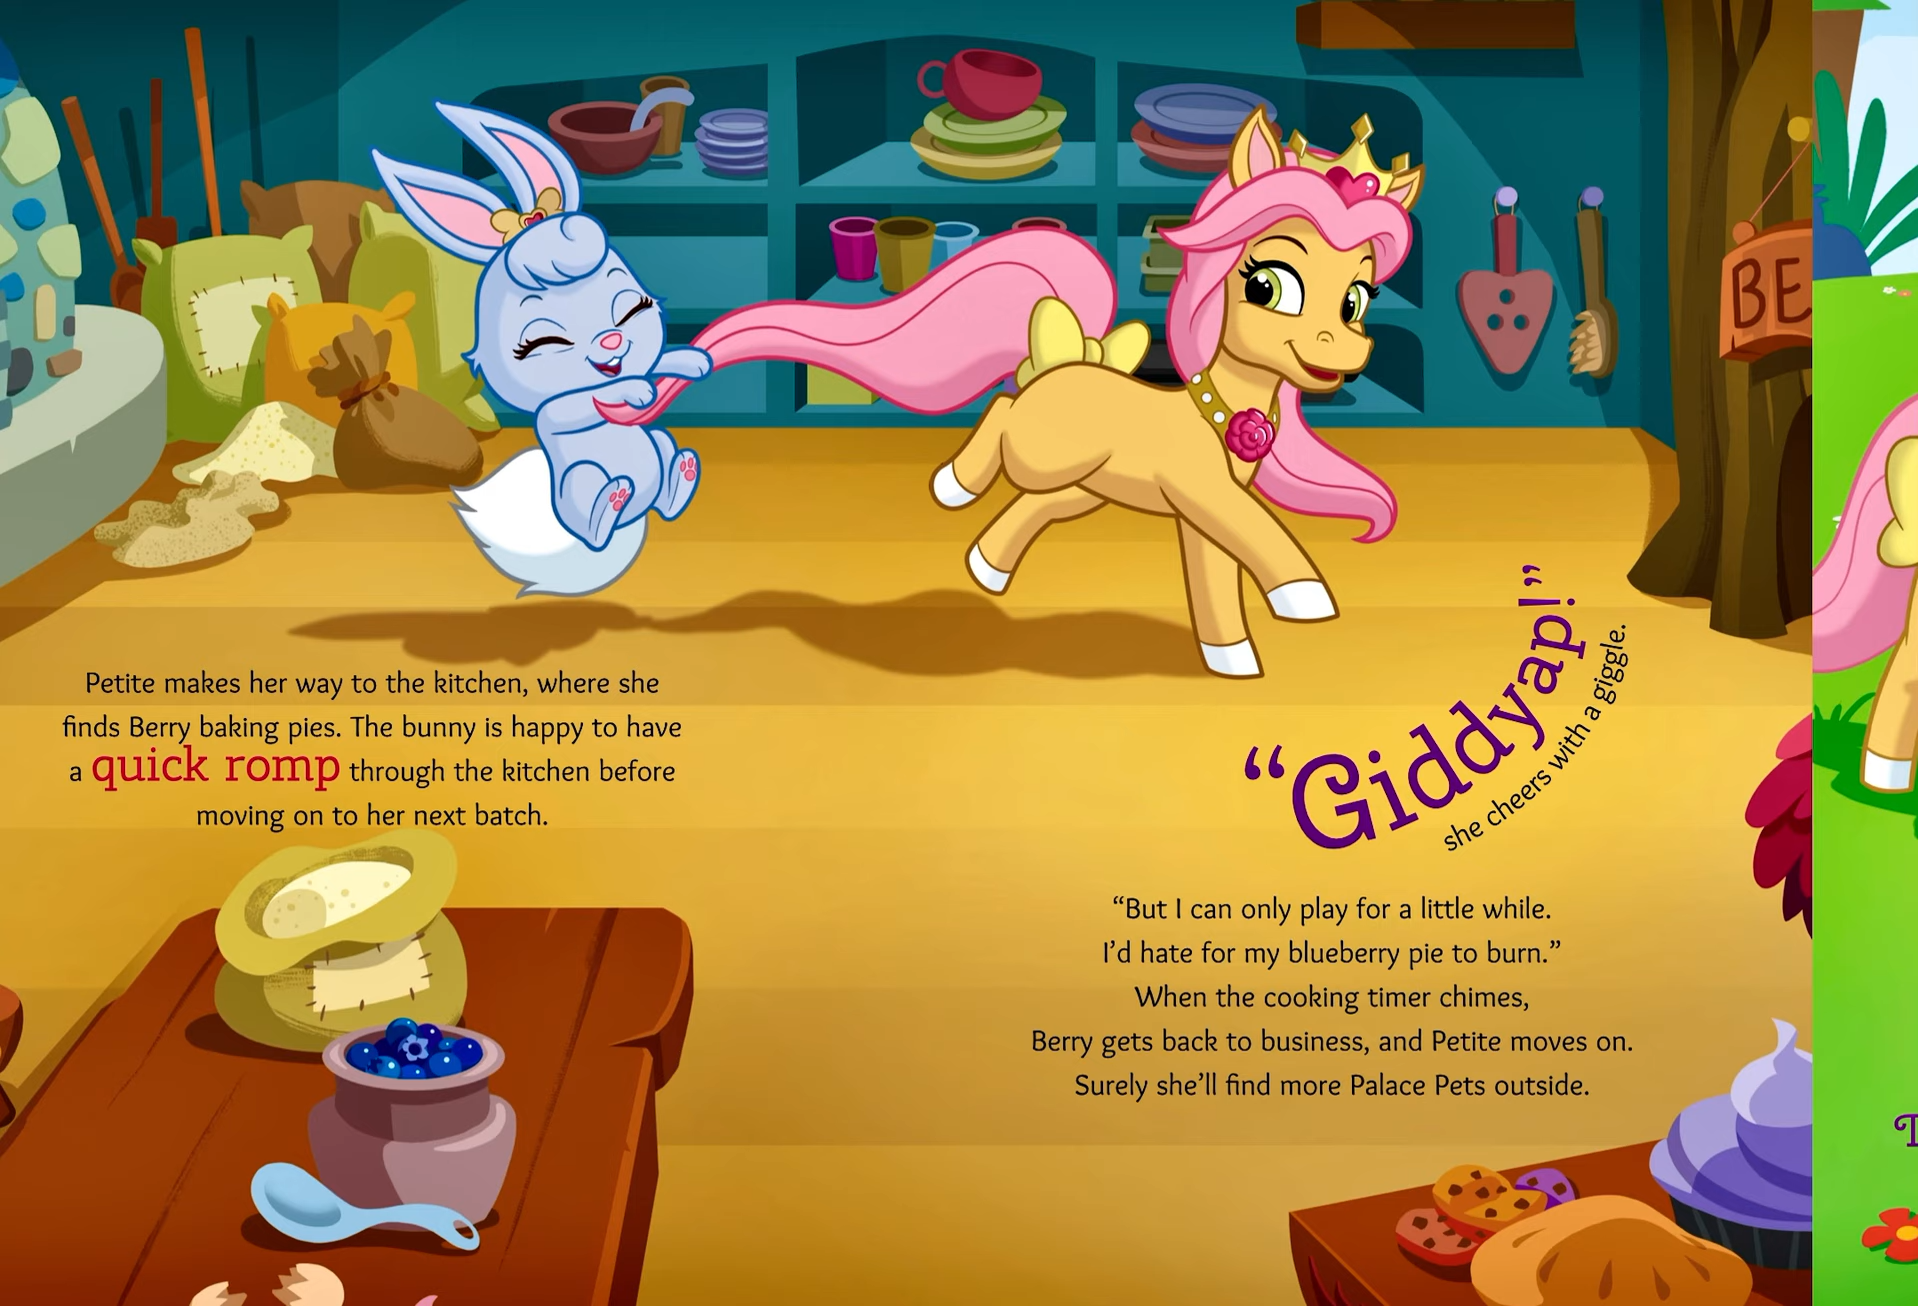 Petite makes her way to the kitchen, where she
finds Berry baking pies. The bunny is happy to have
a quick romp through the kitchen before
moving on to her next batch.
“Giddyap!”
she cheers with a giggle.
“But I can only play for a little while.
I’d hate for my blueberry pie to burn.”
When the cooking timer chimes,
Berry gets back to business, and Petite moves on.
Surely she’ll find more Palace Pets outside.
BE